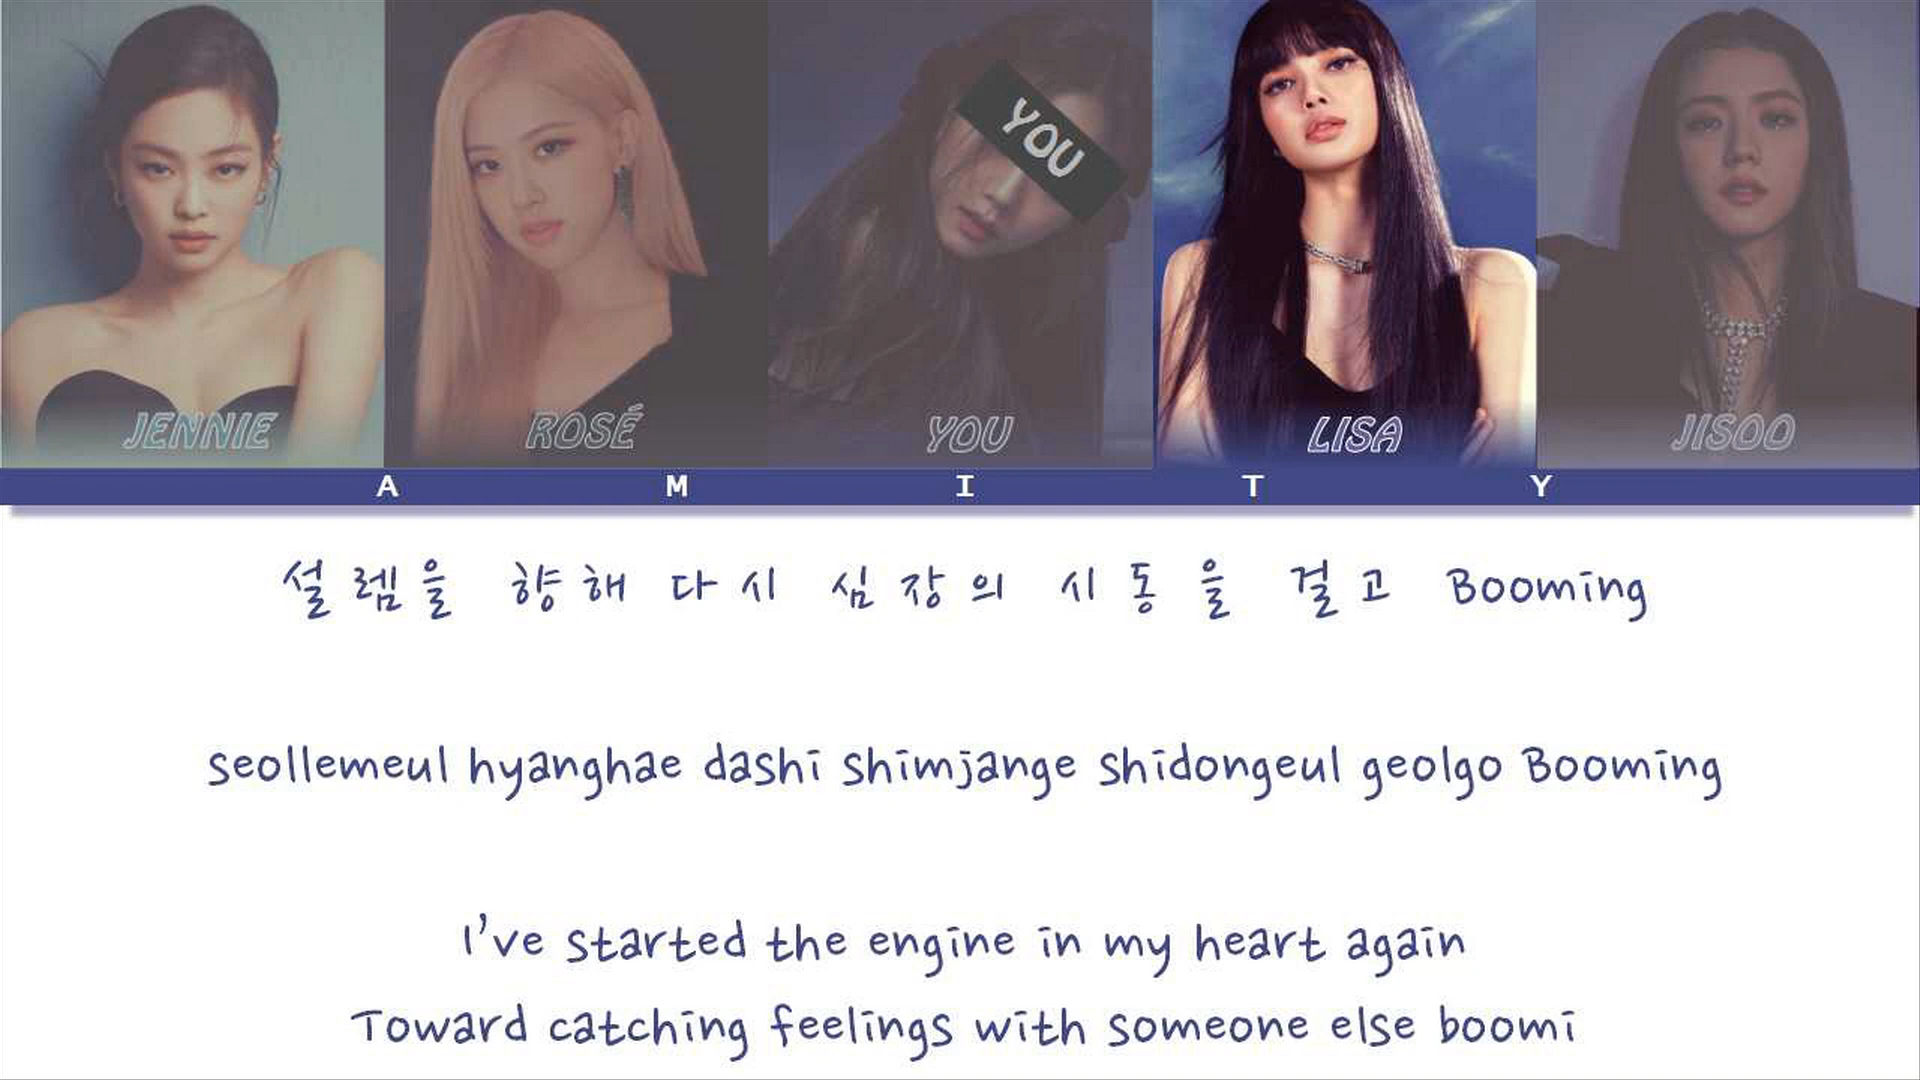 YOU
JENNIE ROSÉ YOU LISA JISOO
A M I T Y
설렘을 향해 다시 심장의 시동을 걸고 Booming
seollemeul hyanghae dashi shimjange shidongeul geolgo Booming
I've started the engine in my heart again
Toward catching feelings with someone else boomi